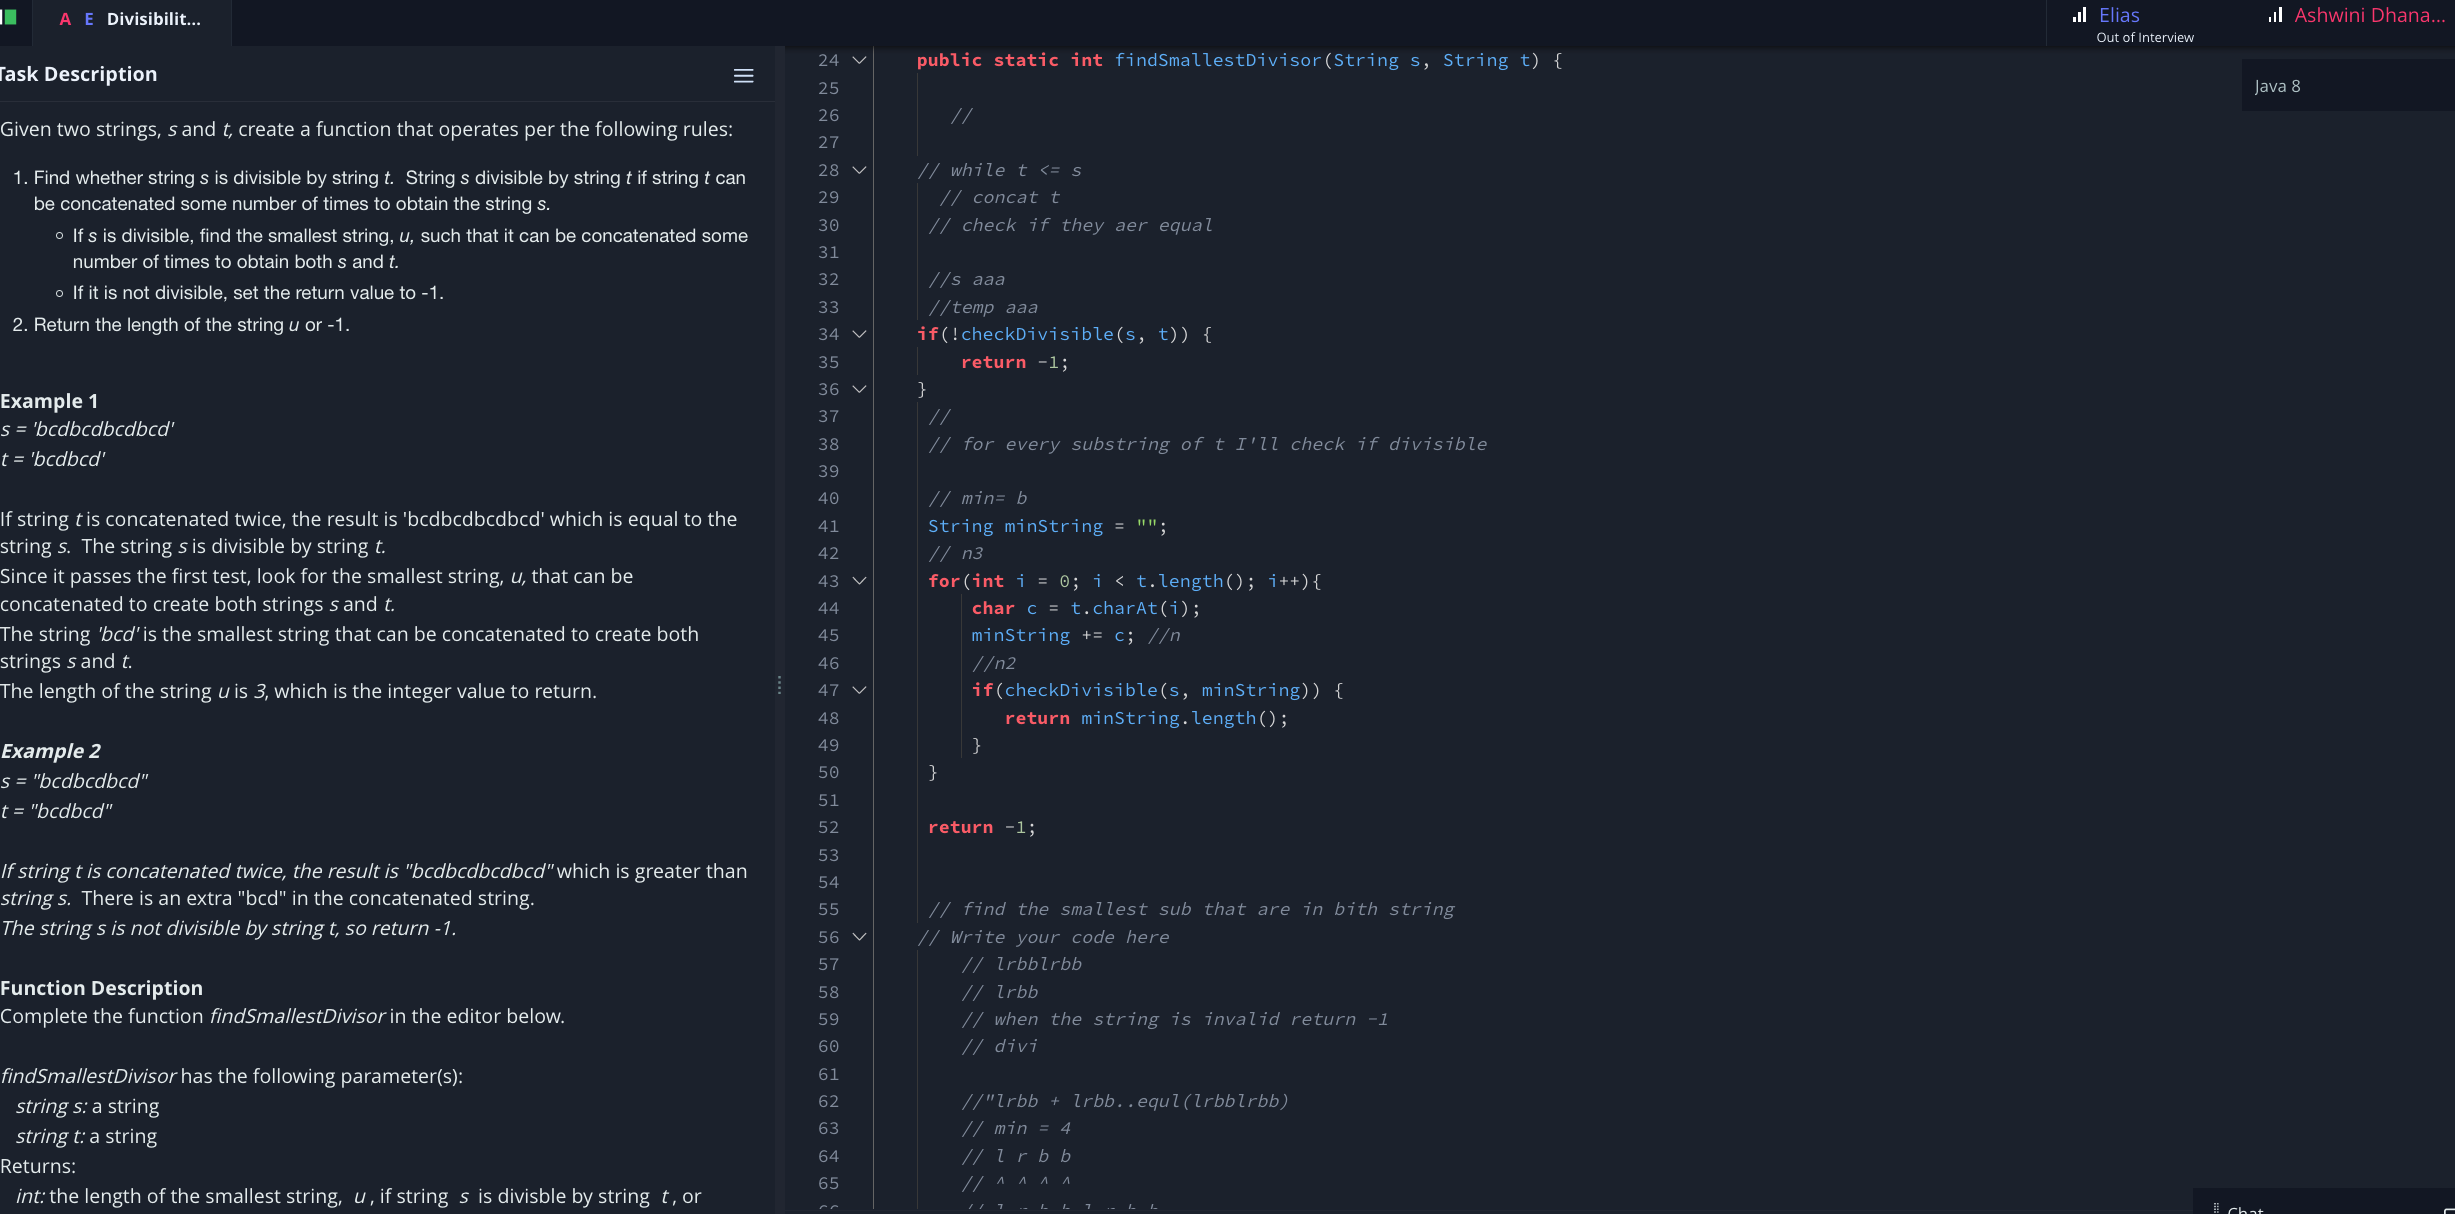 A E Divisibilit...
Elias
Out of Interview
Ashwini Dhana...
Task Description
Given two strings, s and t, create a function that operates per the following rules:
1. Find whether string s is divisible by string t. String s divisible by string t if string t can
be concatenated some number of times to obtain the string s.
If s is divisible, find the smallest string, u, such that it can be concatenated some
number of times to obtain both s and t.
If it is not divisible, set the return value to -1.
2. Return the length of the string u or -1.
Example 1
s = 'bcdbcdbcdbcd'
t = 'bcdbcd'
If string t is concatenated twice, the result is 'bcdbcdbcdbcd' which is equal to the
string s. The string s is divisible by string t.
Since it passes the first test, look for the smallest string, u, that can be
concatenated to create both strings s and t.
The string 'bcd' is the smallest string that can be concatenated to create both
strings s and t.
The length of the string u is 3, which is the integer value to return.
Example 2
s = "bcdbcdbcd"
t = "bcdbcd"
If string t is concatenated twice, the result is "bcdbcdbcdbcd" which is greater than
string s. There is an extra "bcd" in the concatenated string.
The string s is not divisible by string t, so return -1.
Function Description
Complete the function findSmallestDivisor in the editor below.
findSmallestDivisor has the following parameter(s):
string s: a string
string t: a string
Returns:
int: the length of the smallest string, u , if string s is divisble by string t , or
Java 8
24 public static int findSmallestDivisor(String s, String t) {
25
26 //
27
28 // while t <= s
29 // concat t
30 // check if they aer equal
31
32 //s aaa
33 //temp aaa
34 if(!checkDivisible(s, t)) {
35 return -1;
36 }
37 //
38 // for every substring of t I'll check if divisible
39
40 // min= b
41 String minString = "";
42 // n3
43 for(int i = 0; i < t.length(); i++){
44 char c = t.charAt(i);
45 minString += c; //n
46 //n2
47 if(checkDivisible(s, minString)) {
48 return minString.length();
49 }
50 }
51
52 return -1;
53
54
55 // find the smallest sub that are in bith string
56 // Write your code here
57 // lrbblrbb
58 // lrbb
59 // when the string is invalid return -1
60 // divi
61
62 //"lrbb + lrbb..equl(lrbblrbb)
63 // min = 4
64 // l r b b
65 // ^ ^ ^ ^
Chat